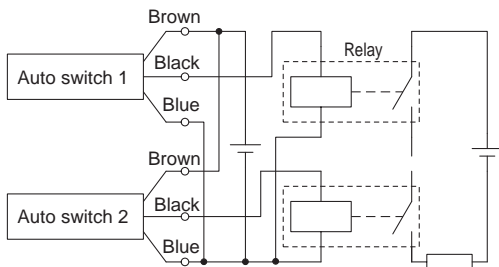 Brown
Relay
Black
Auto switch 1
Blue
Brown
Black
Auto switch 2
Blue